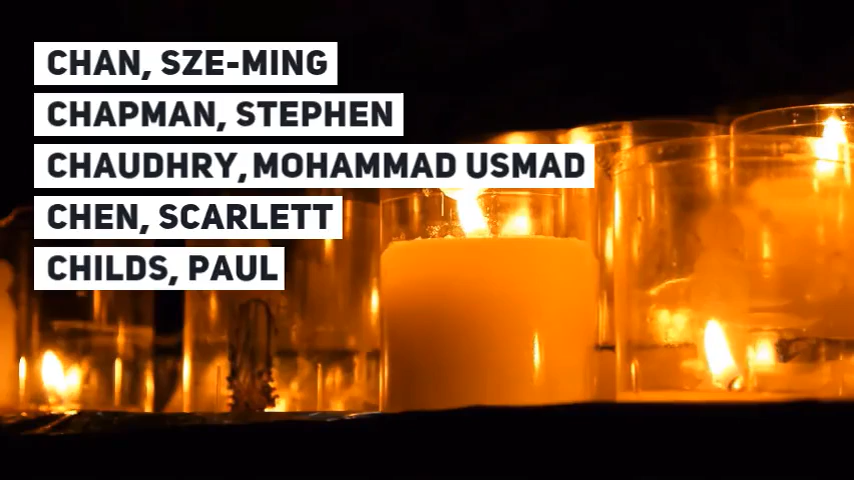 CHAN, SZE-MING
CHAPMAN, STEPHEN
CHAUDHRY, MOHAMMAD USMAD
CHEN, SCARLETT
CHILDS, PAUL